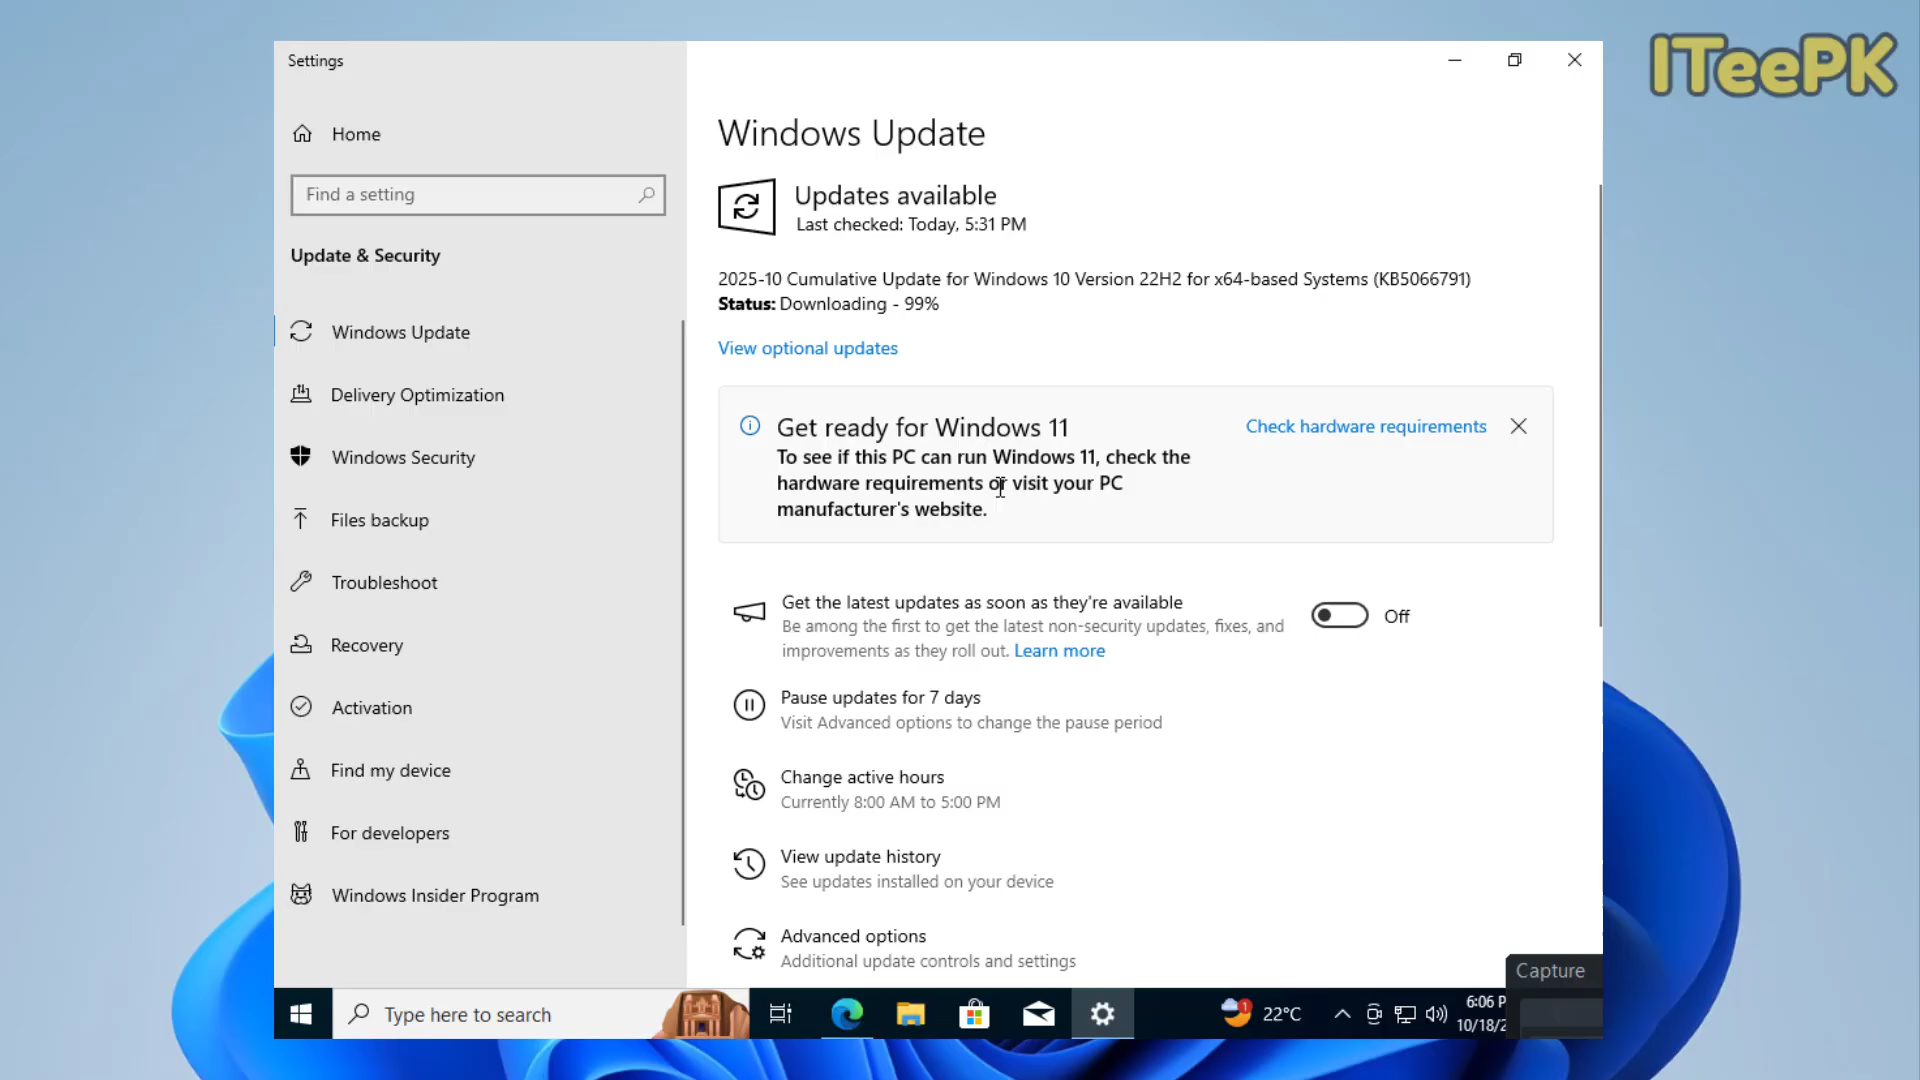 ITeePK
Settings
Home
Find a setting
Update & Security
Windows Update
Delivery Optimization
Windows Security
Files backup
Troubleshoot
Recovery
Activation
Find my device
For developers
Windows Insider Program
Windows Update
Updates available
Last checked: Today, 5:31 PM
2025-10 Cumulative Update for Windows 10 Version 22H2 for x64-based Systems (KB5066791)
Status: Downloading - 99%
View optional updates
Get ready for Windows 11
Check hardware requirements
To see if this PC can run Windows 11, check the
hardware requirements or visit your PC
manufacturer's website.
Get the latest updates as soon as they're available
Be among the first to get the latest non-security updates, fixes, and
improvements as they roll out. Learn more
Off
Pause updates for 7 days
Visit Advanced options to change the pause period
Change active hours
Currently 8:00 AM to 5:00 PM
View update history
See updates installed on your device
Advanced options
Additional update controls and settings
Capture
Type here to search
1
22°C
6:06 P
10/18/2